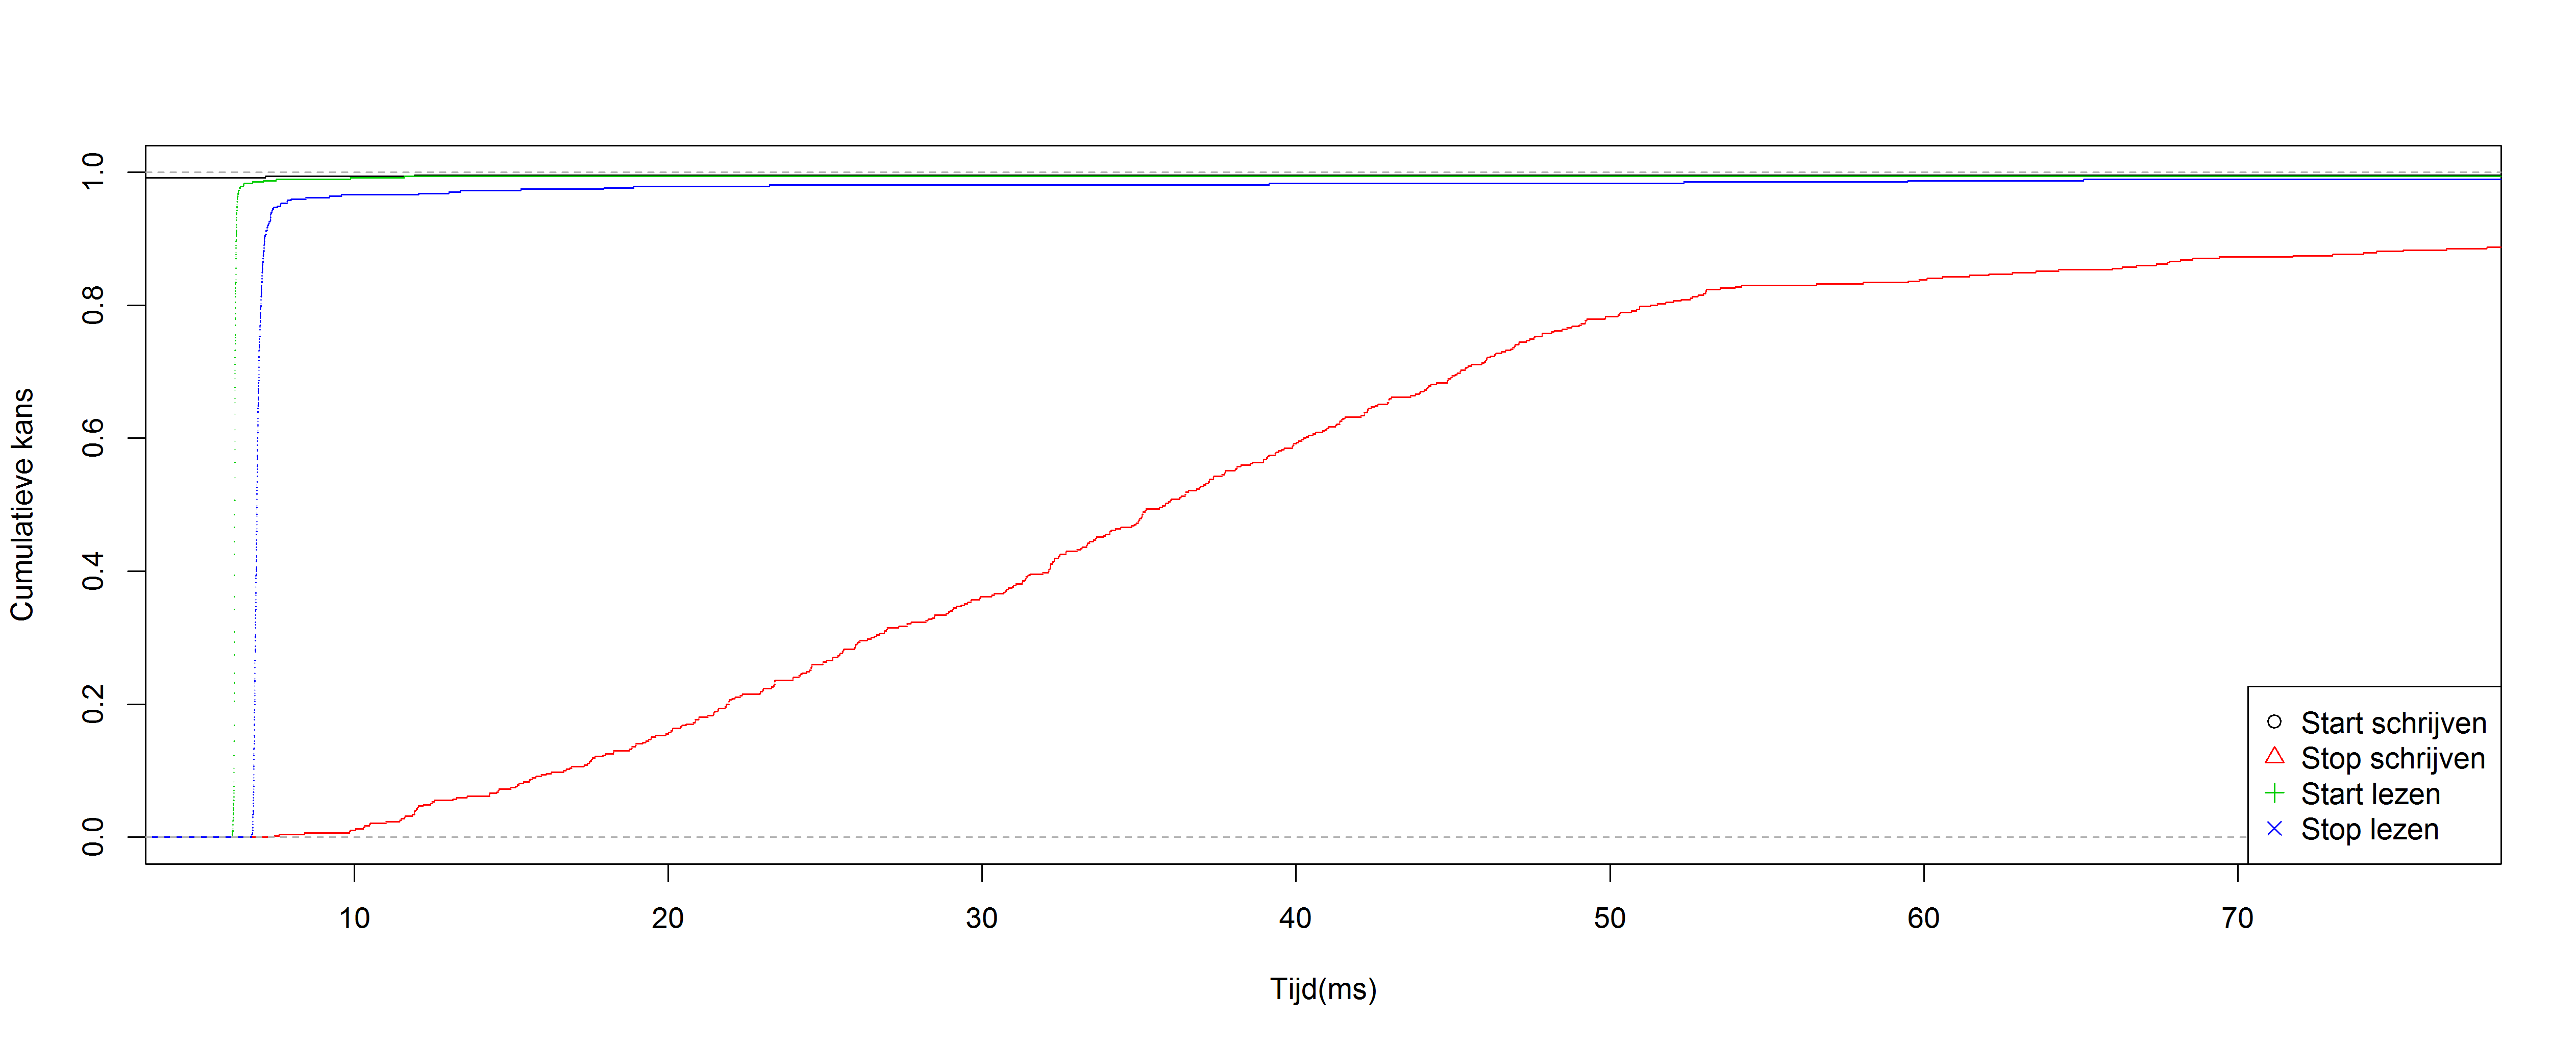 1.0
0.8
0.6
0.4
0.2
0.0
Cumulatieve kans
Start schrijven
Stop schrijven
Start lezen
Stop lezen
10 20 30 40 50 60 70
Tijd(ms)